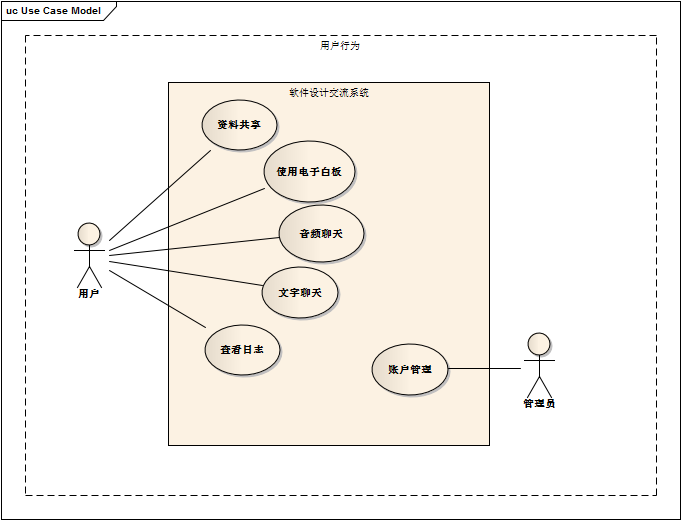 uc Use Case Model
用户行为
软件设计交流系统
资料共享
使用电子白板
音频聊天
文字聊天
用户
查看日志
账户管理
管理员